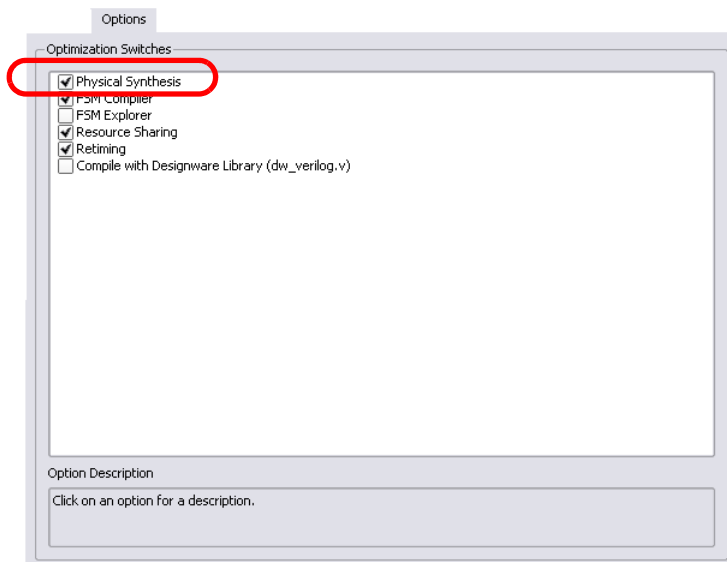 Options
Optimization Switches
Physical Synthesis
FSM Compiler
FSM Explorer
Resource Sharing
Retiming
Compile with Designware Library (dw_verilog.v)
Option Description
Click on an option for a description.